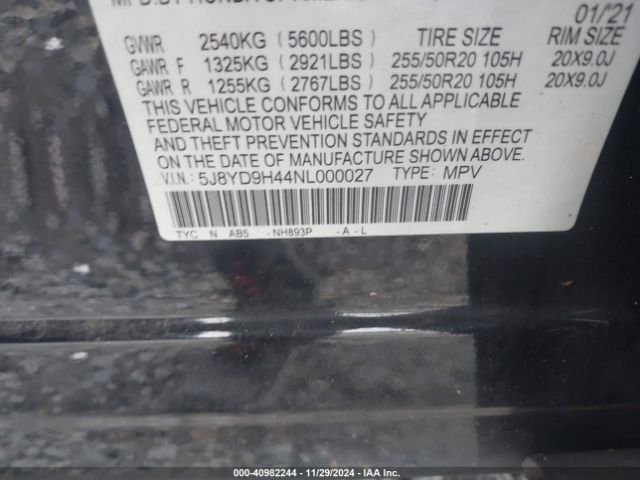 01/'21
GVWR 2540KG (5600LBS) TIRE SIZE RIM SIZE
GAWR F 1325KG (2921LBS) 255/50R20 105H 20X9.0J
GAWR R 1255KG (2767LBS) 255/50R20 105H 20X9.0J
THIS VEHICLE CONFORMS TO ALL APPLICABLE
FEDERAL MOTOR VEHICLE SAFETY
AND THEFT PREVENTION STANDARDS IN EFFECT
ON THE DATE OF MANUFACTURE SHOWN ABOVE.
V.I.N.: 5J8YD9H44NL000027 TYPE: MPV
TYC N AB5 -NH893P -A-L
000-40982244 - 11/29/2024 - IAA Inc.